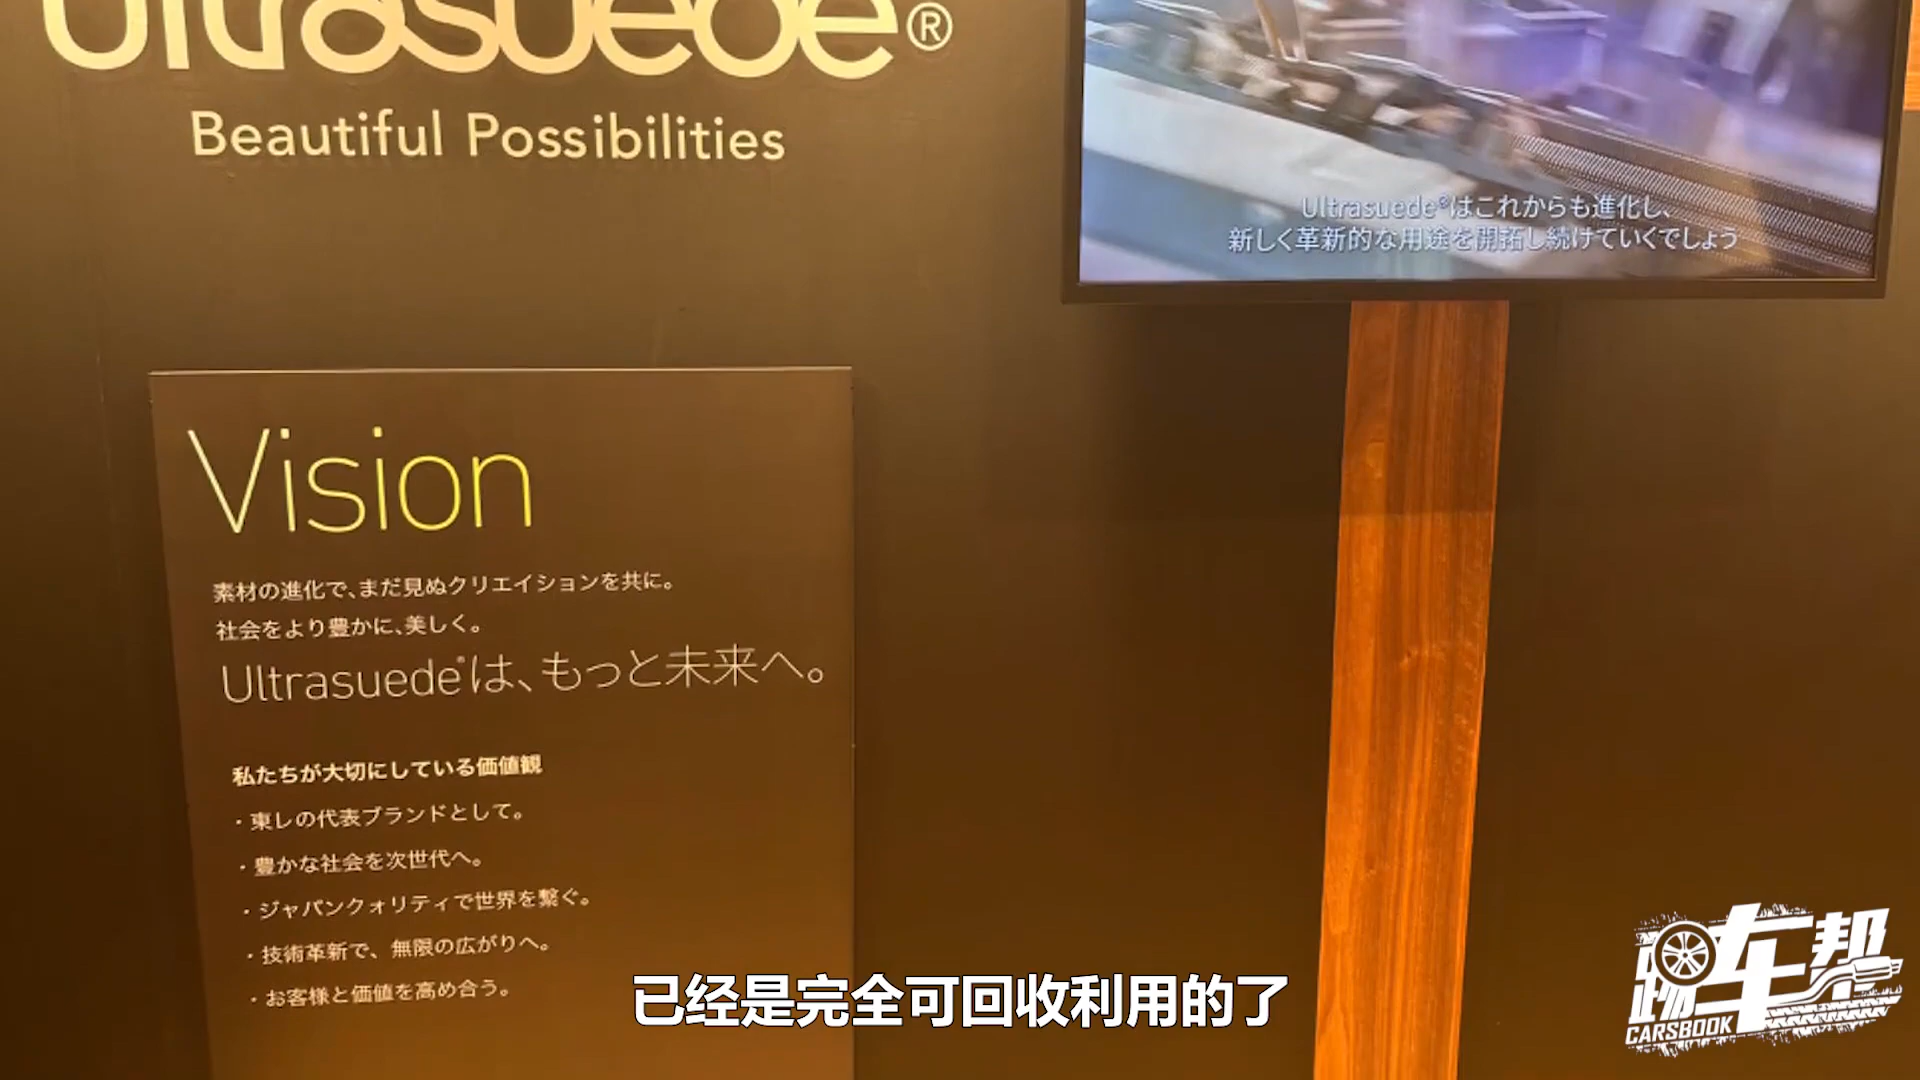 Ultrasuede®
Beautiful Possibilities
Ultrasuede®はこれからも進化し、
新しく革新的な用途を開拓し続けていくでしょう
Vision
素材の進化で、まだ見ぬクリエイションを共に。
社会をより豊かに、美しく。
Ultrasuede®は、もっと未来へ。
私たちが大切にしている価値観
・東レの代表ブランドとして。
・豊かな社会を次世代へ。
・ジャパンクォリティで世界を繋ぐ。
・技術革新で、無限の広がりへ。
・お客様と価値を高め合う。
已经是完全可回收利用的了
踢车帮
CARSBOOK